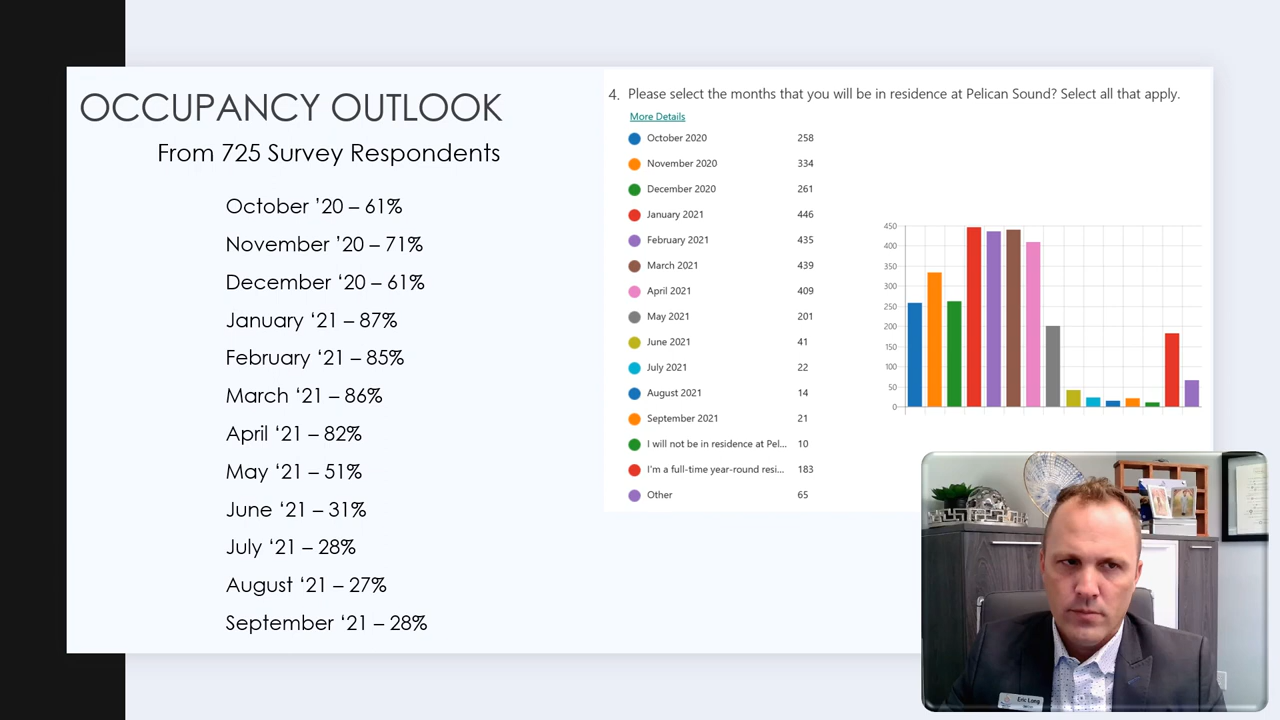 OCCUPANCY OUTLOOK
From 725 Survey Respondents
October ’20 – 61%
November ’20 – 71%
December ‘20 – 61%
January ‘21 – 87%
February ‘21 – 85%
March ‘21 – 86%
April ‘21 – 82%
May ‘21 – 51%
June ‘21 – 31%
July ‘21 – 28%
August ‘21 – 27%
September ‘21 – 28%
4. Please select the months that you will be in residence at Pelican Sound? Select all that apply.
More Details
October 2020 258
November 2020 334
December 2020 261
January 2021 446
February 2021 435
March 2021 439
April 2021 409
May 2021 201
June 2021 41
July 2021 22
August 2021 14
September 2021 21
I will not be in residence at Pel... 10
I'm a full-time year-round resi... 183
Other 65
450
400
350
300
250
200
150
100
50
0
Eric Long